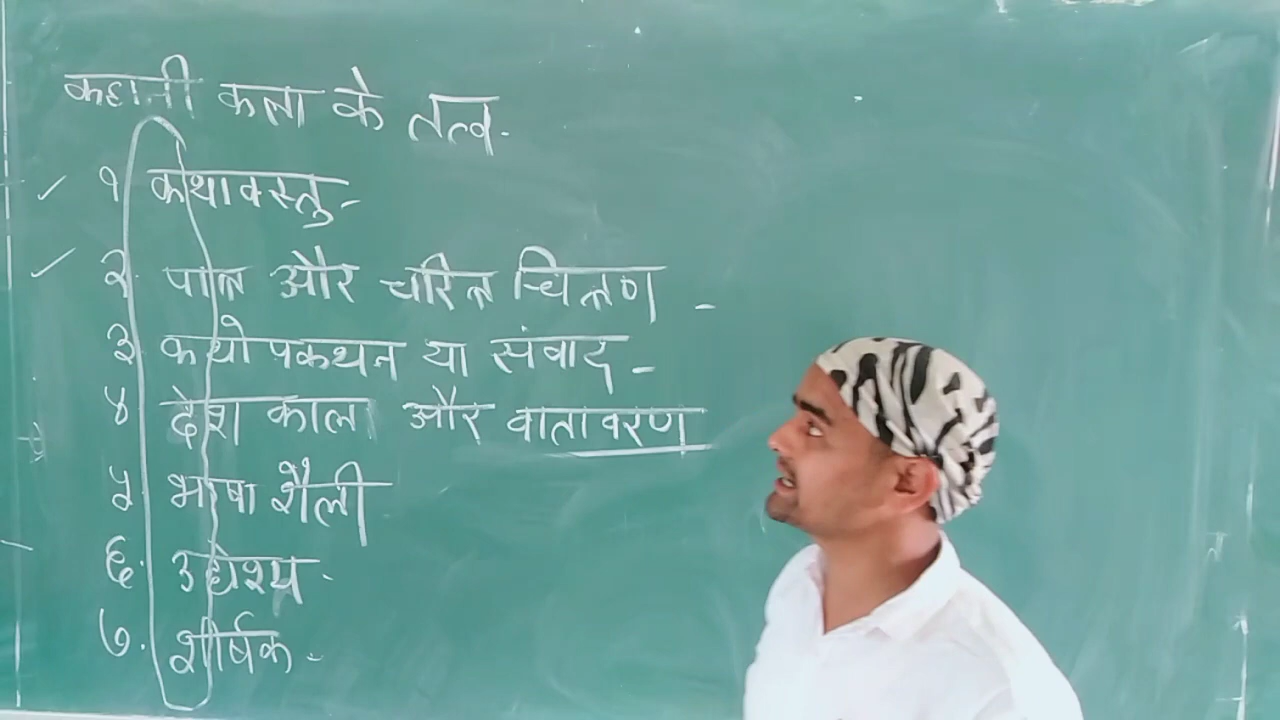 कहानी कला के तत्व.
१ कथावस्तु-
२. पात्र और चरित्र चित्रण -
३ कथोपकथन या संवाद -
४ देश काल और वातावरण
५ भाषा शैली
६. उद्येश्य.
७. शीर्षक -